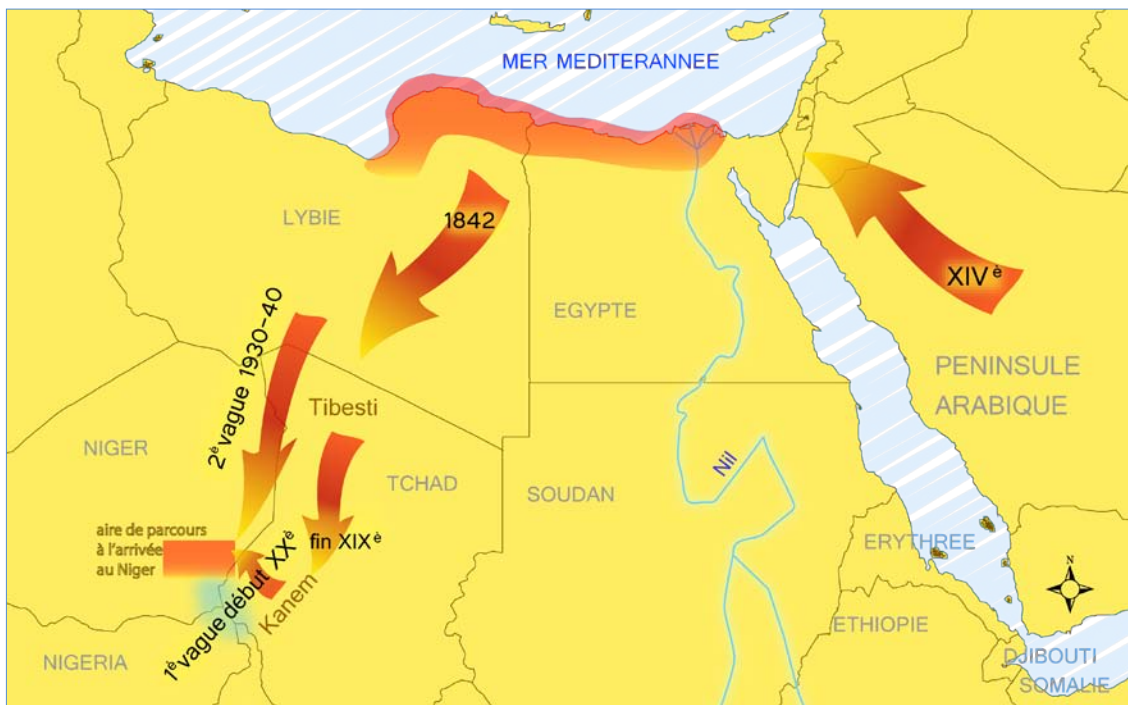 MER MEDITERANNEE
LYBIE
1842
XIVè
EGYPTE
PENINSULE
ARABIQUE
2è vague 1930-40
Tibesti
NIGER
TCHAD
SOUDAN
Nil
aire de parcours
à l'arrivée
au Niger
fin XIXè
ERYTHREE
N
1è vague début XXè
Kanem
ETHIOPIE
NIGERIA
DJIBOUTI
SOMALIE